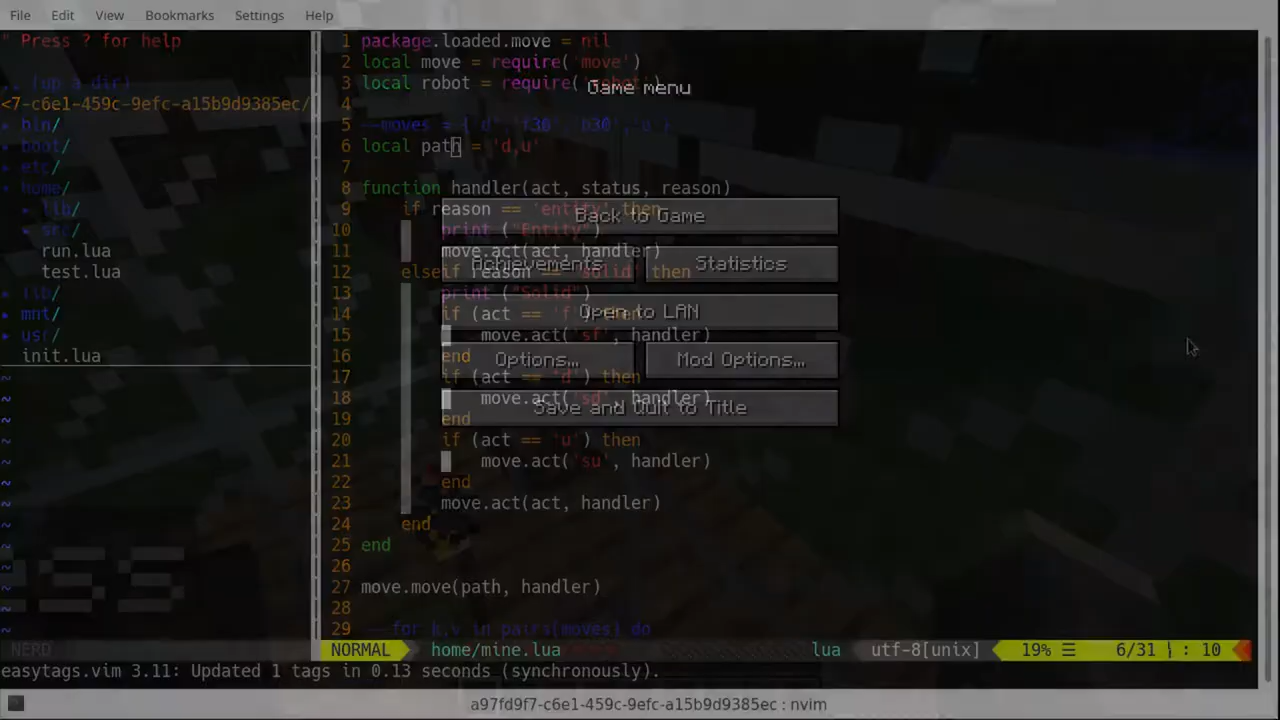 File Edit View Bookmarks Settings Help
" Press ? for help
.. (up a dir)
<7-c6e1-459c-9efc-a15b9d9385ec/
▸ bin/
▸ boot/
▸ etc/
▾ home/
▸ lib/
▸ src/
run.lua
test.lua
▸ lib/
▸ mnt/
▸ usr/
init.lua
~
~
~
~
~
~
~
~
~
~
~
~
~
NERD
1 package.loaded.move = nil
2 local move = require('move')
3 local robot = require('robot')
4
5 --moves = {'d','f30','b30','u'}
6 local path = 'd,u'
7
8 function handler(act, status, reason)
9 if reason == 'entity' then
10 print ("Entity")
11 move.act(act, handler)
12 elseif reason == 'solid' then
13 print ("Solid")
14 if (act == 'f') then
15 move.act('sf', handler)
16 end
17 if (act == 'd') then
18 move.act('sd', handler)
19 end
20 if (act == 'u') then
21 move.act('su', handler)
22 end
23 move.act(act, handler)
24 end
25 end
26
27 move.move(path, handler)
28
29 --for k,v in pairs(moves) do
Game menu
Back to Game
Achievements
Statistics
Open to LAN
Options...
Mod Options...
Save and Quit to Title
NORMAL home/mine.lua lua utf-8[unix] 19% ☰ 6/31 : 10
easytags.vim 3.11: Updated 1 tags in 0.13 seconds (synchronously).
a97fd9f7-c6e1-459c-9efc-a15b9d9385ec : nvim